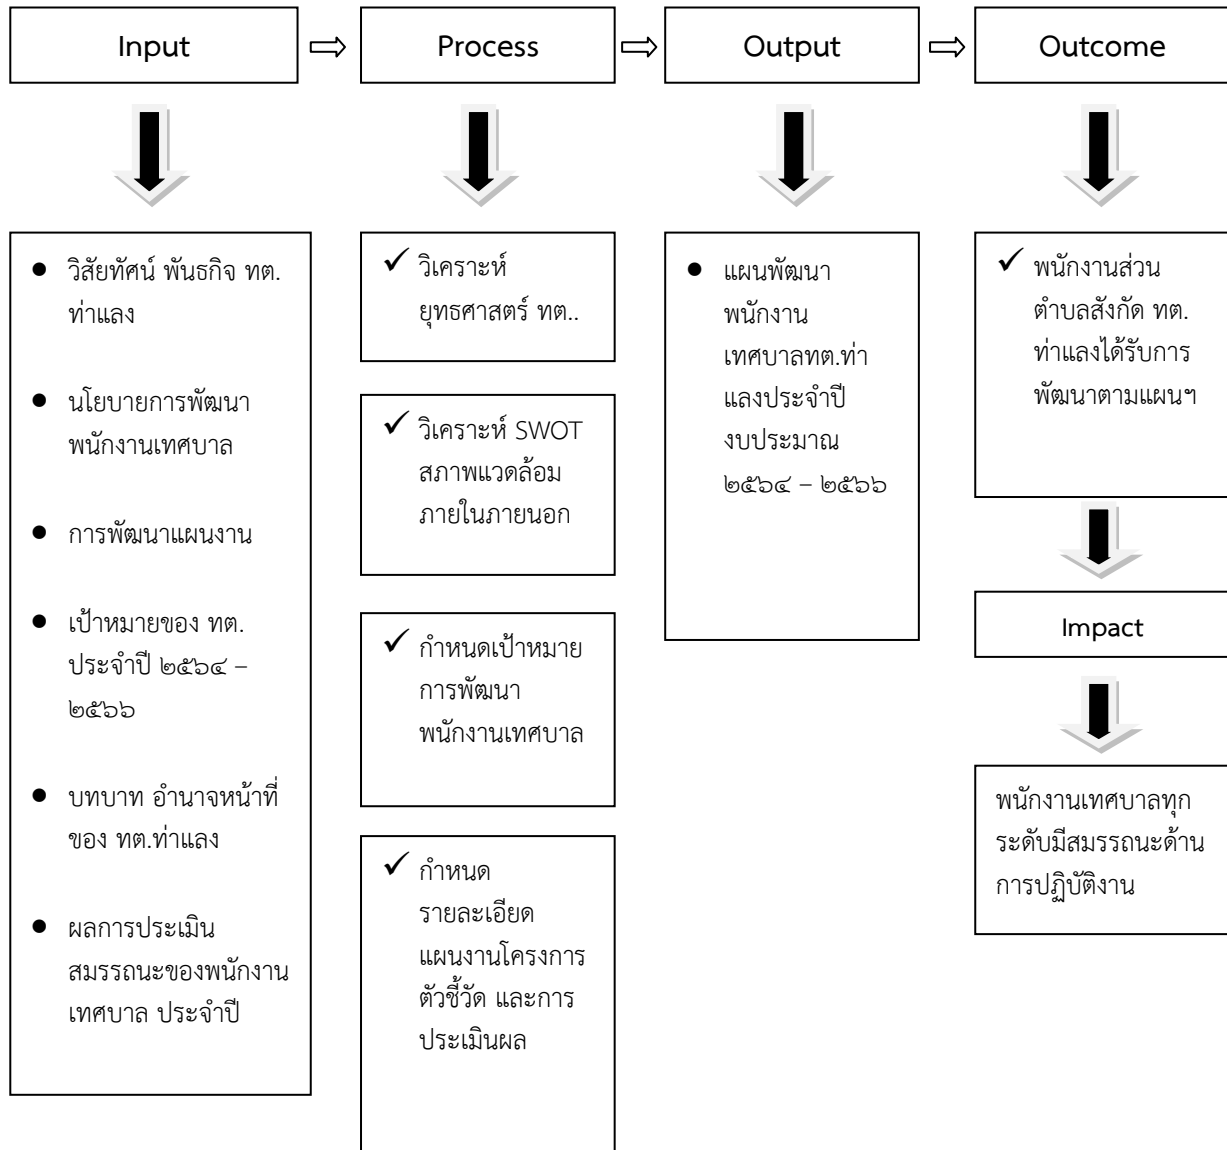 Input
Process
Output
Outcome
วิสัยทัศน์ พันธกิจ ทต.
ท่าแลง
นโยบายการพัฒนา
พนักงานเทศบาล
การพัฒนาแผนงาน
เป้าหมายของ ทต.
ประจำปี ๒๕๖๔ –
๒๕๖๖
บทบาท อำนาจหน้าที่
ของ ทต.ท่าแลง
ผลการประเมิน
สมรรถนะของพนักงาน
เทศบาล ประจำปี
วิเคราะห์
ยุทธศาสตร์ ทต..
วิเคราะห์ SWOT
สภาพแวดล้อม
ภายในภายนอก
กำหนดเป้าหมาย
การพัฒนา
พนักงานเทศบาล
กำหนด
รายละเอียด
แผนงานโครงการ
ตัวชี้วัด และการ
ประเมินผล
แผนพัฒนา
พนักงาน
เทศบาลทต.ท่า
แลงประจำปี
งบประมาณ
๒๕๖๔ – ๒๕๖๖
พนักงานส่วน
ตำบลสังกัด ทต.
ท่าแลงได้รับการ
พัฒนาตามแผนฯ
Impact
พนักงานเทศบาลทุก
ระดับมีสมรรถนะด้าน
การปฏิบัติงาน